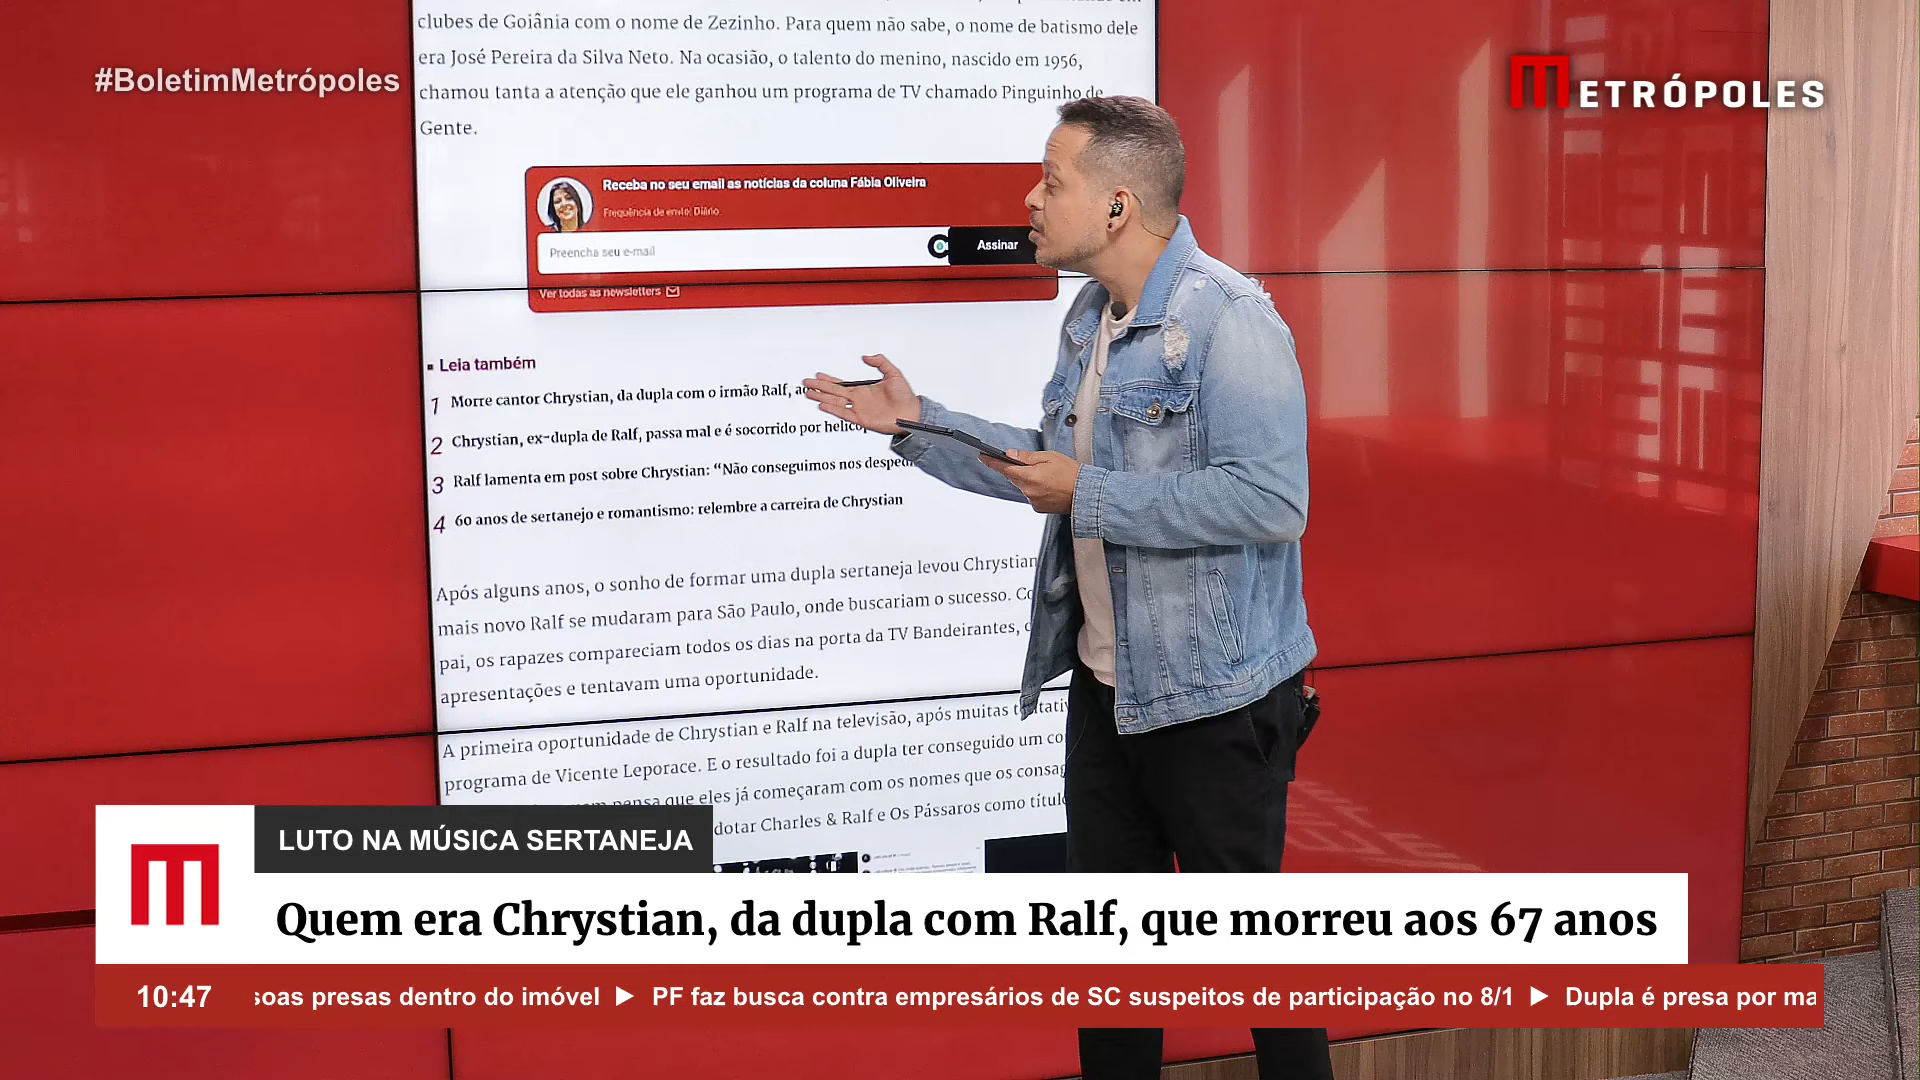 clubes de Goiânia com o nome de Zezinho. Para quem não sabe, o nome de batismo dele
era José Pereira da Silva Neto. Na ocasião, o talento do menino, nascido em 1956,
chamou tanta a atenção que ele ganhou um programa de TV chamado Pinguinho de
Gente.
#BoletimMetrópoles
METRÓPOLES
Receba no seu email as notícias da coluna Fábia Oliveira
Frequência de envio: Diário
Preencha seu e-mail
Assinar
Ver todas as newsletters
Leia também
1 Morre cantor Chrystian, da dupla com o irmão Ralf,
2 Chrystian, ex-dupla de Ralf, passa mal e é socorrido por helicóp
3 Ralf lamenta em post sobre Chrystian: “Não conseguimos nos despedi
4 60 anos de sertanejo e romantismo: relembre a carreira de Chrystian
Após alguns anos, o sonho de formar uma dupla sertaneja levou Chrystian
mais novo Ralf se mudaram para São Paulo, onde buscariam o sucesso. Co
pai, os rapazes compareciam todos os dias na porta da TV Bandeirantes,
apresentações e tentavam uma oportunidade.
A primeira oportunidade de Chrystian e Ralf na televisão, após muitas tentativ
programa de Vicente Leporace. E o resultado foi a dupla ter conseguido um co
pensa que eles já começaram com os nomes que os consag
dotar Charles & Ralf e Os Pássaros como títul
LUTO NA MÚSICA SERTANEJA
Quem era Chrystian, da dupla com Ralf, que morreu aos 67 anos
10:47 soas presas dentro do imóvel ▶ PF faz busca contra empresários de SC suspeitos de participação no 8/1 ▶ Dupla é presa por ma